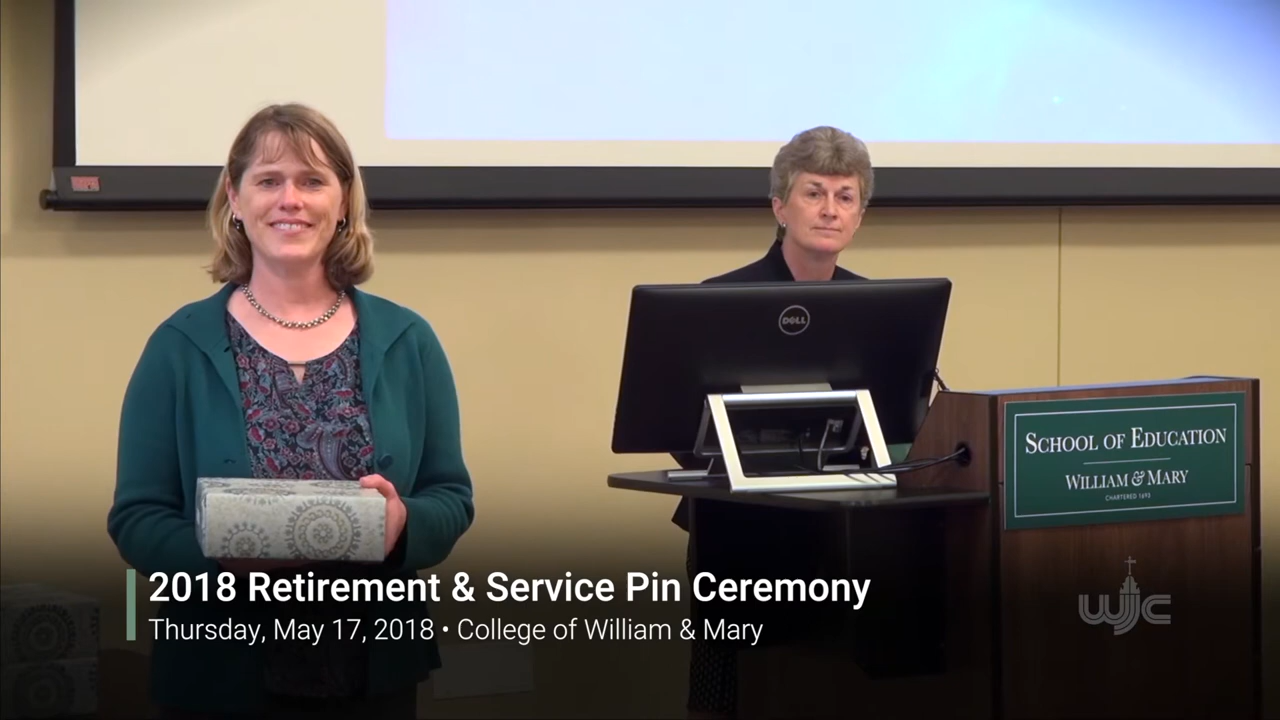 DELL
SCHOOL OF EDUCATION
WILLIAM & MARY
CHARTERED 1693
2018 Retirement & Service Pin Ceremony
Thursday, May 17, 2018 • College of William & Mary
WJC